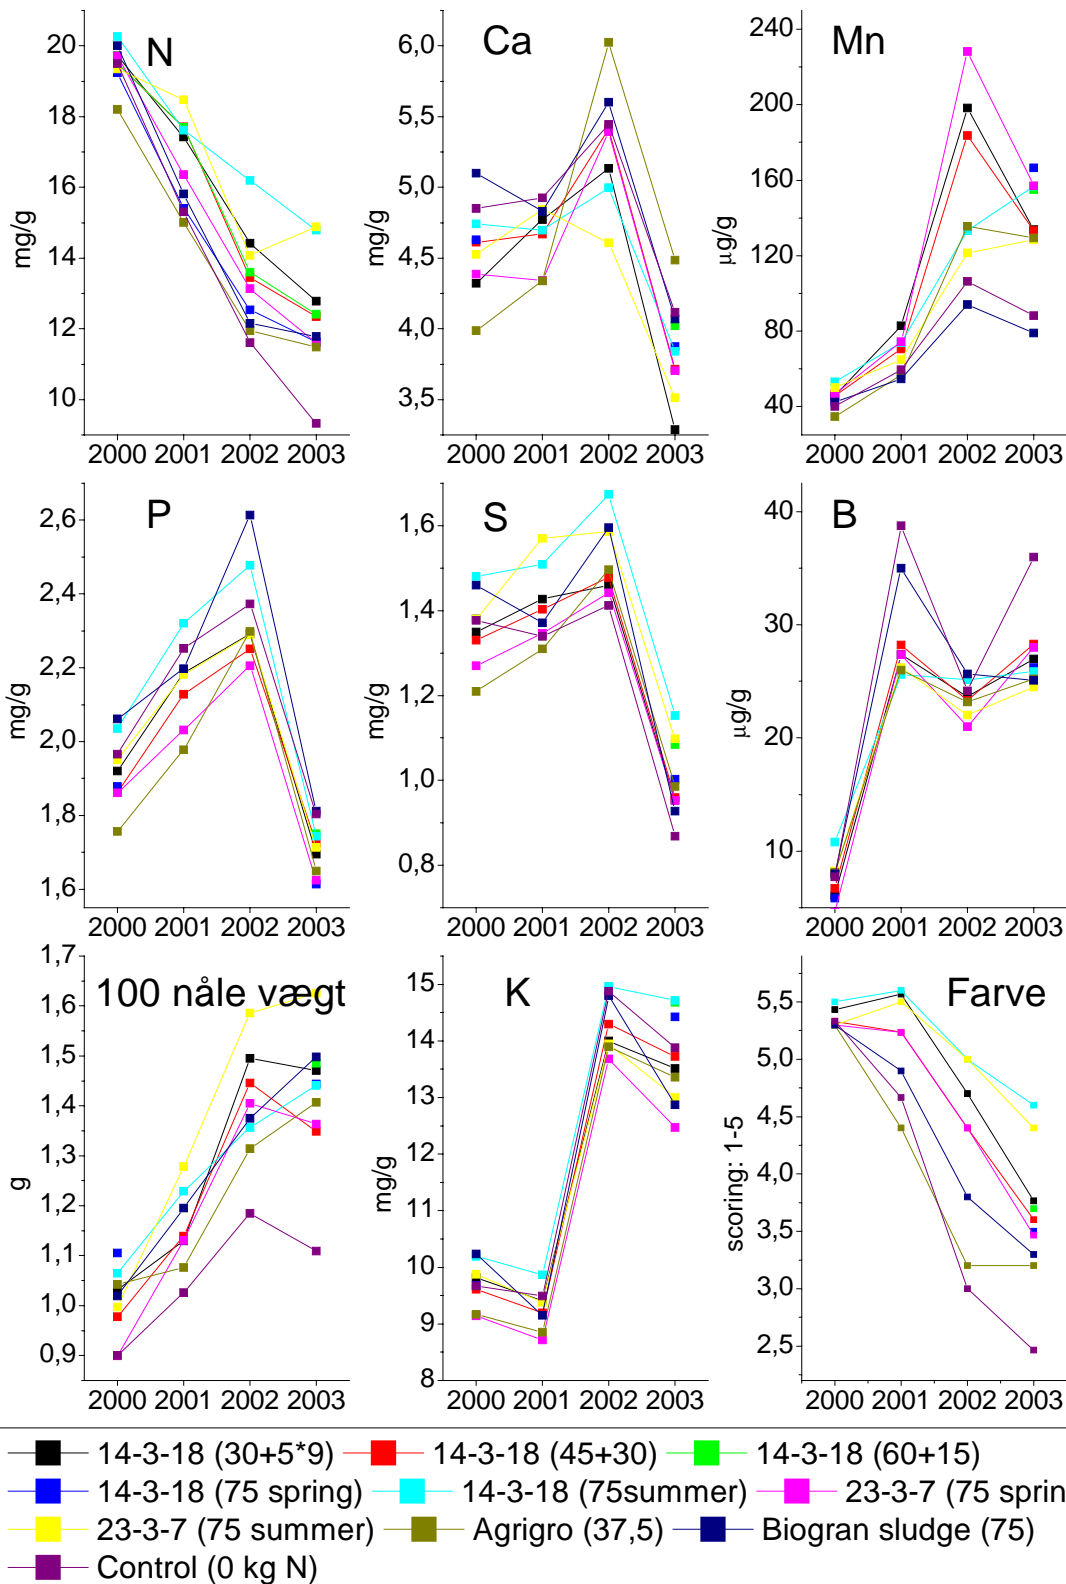 N
Ca
Mn
20
18
16
14
12
10
mg/g
2000 2001 2002 2003
6,0
5,5
5,0
4,5
4,0
3,5
mg/g
2000 2001 2002 2003
240
200
160
120
80
40
µg/g
2000 2001 2002 2003
P
S
B
2,6
2,4
2,2
2,0
1,8
1,6
mg/g
2000 2001 2002 2003
1,6
1,4
1,2
1,0
0,8
mg/g
2000 2001 2002 2003
40
30
20
10
µg/g
2000 2001 2002 2003
100 nåle vægt
K
Farve
1,7
1,6
1,5
1,4
1,3
1,2
1,1
1,0
0,9
g
2000 2001 2002 2003
15
14
13
12
11
10
9
8
mg/g
2000 2001 2002 2003
5,5
5,0
4,5
4,0
3,5
3,0
2,5
scoring: 1-5
2000 2001 2002 2003
14-3-18 (30+5*9) 14-3-18 (45+30) 14-3-18 (60+15)
14-3-18 (75 spring) 14-3-18 (75summer) 23-3-7 (75 sprin
23-3-7 (75 summer) Agrigro (37,5) Biogran sludge (75)
Control (0 kg N)